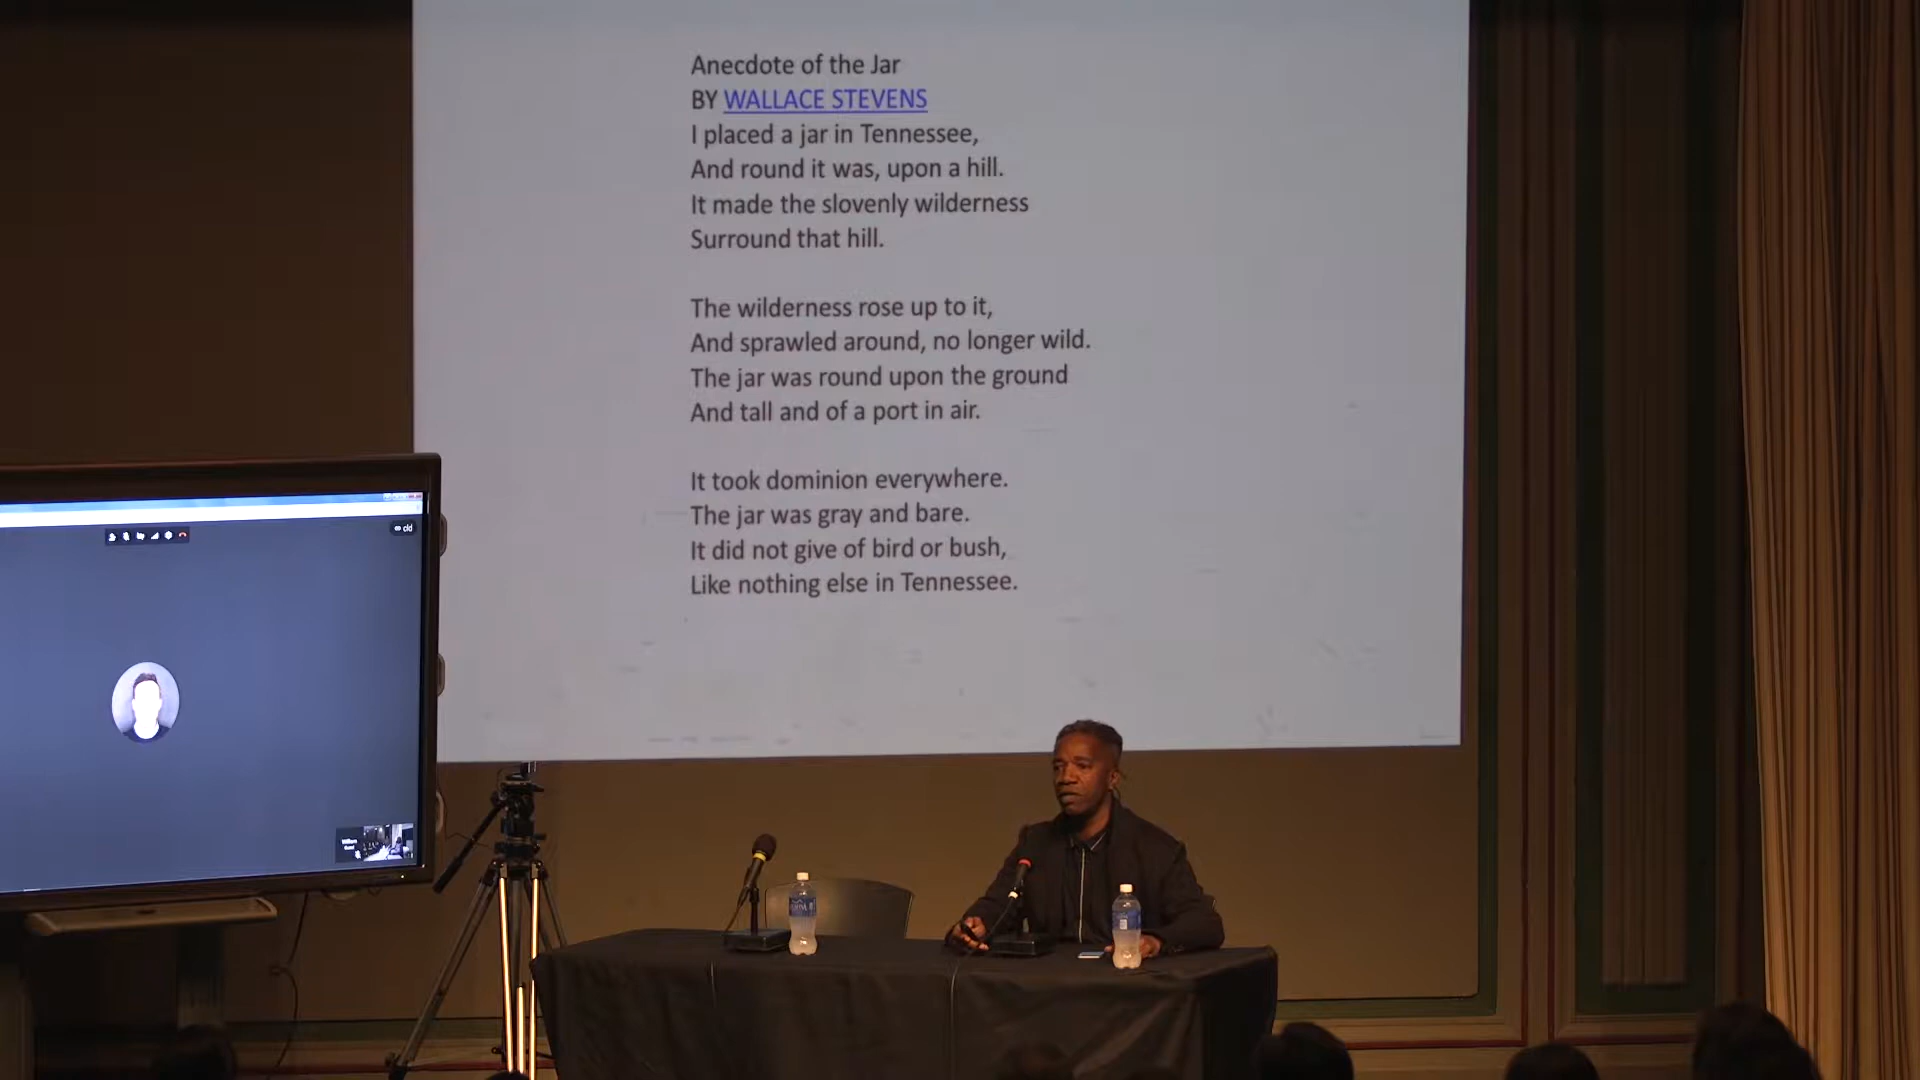 Anecdote of the Jar
BY WALLACE STEVENS
I placed a jar in Tennessee,
And round it was, upon a hill.
It made the slovenly wilderness
Surround that hill.
The wilderness rose up to it,
And sprawled around, no longer wild.
The jar was round upon the ground
And tall and of a port in air.
It took dominion everywhere.
The jar was gray and bare.
It did not give of bird or bush,
Like nothing else in Tennessee.